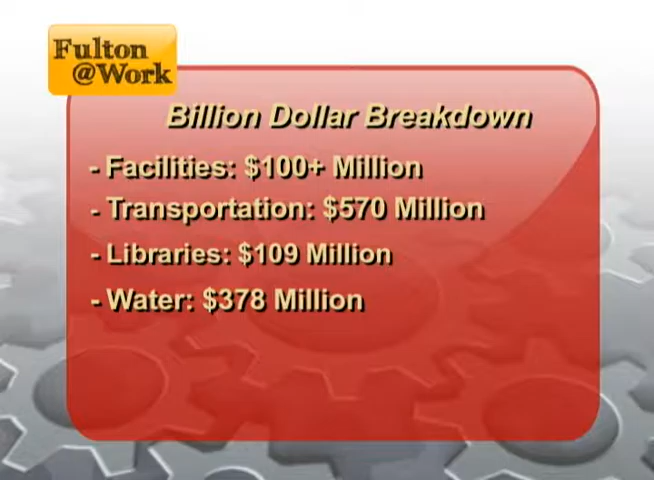 Fulton
@Work
Billion Dollar Breakdown
- Facilities: $100+ Million
- Transportation: $570 Million
- Libraries: $109 Million
- Water: $378 Million